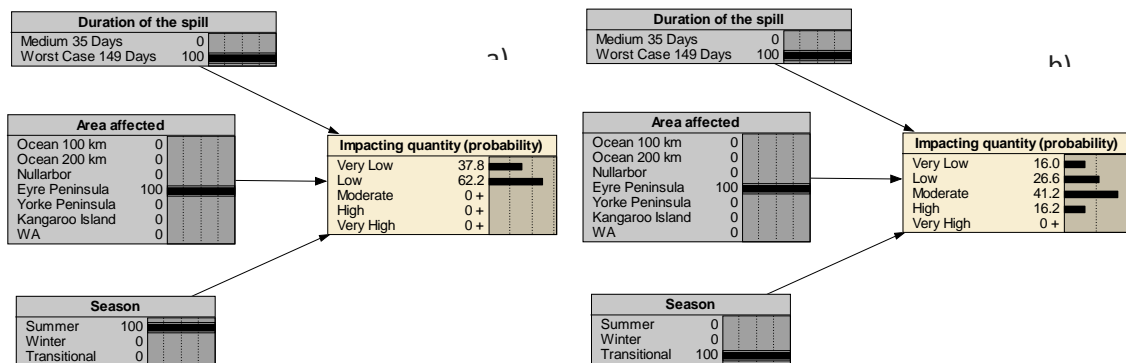 Duration of the spill
Medium 35 Days 0
Worst Case 149 Days 100
a)
Area affected
Ocean 100 km 0
Ocean 200 km 0
Nullarbor 0
Eyre Peninsula 100
Yorke Peninsula 0
Kangaroo Island 0
WA 0
Impacting quantity (probability)
Very Low 37.8
Low 62.2
Moderate 0 +
High 0 +
Very High 0 +
Season
Summer 100
Winter 0
Transitional 0
Duration of the spill
Medium 35 Days 0
Worst Case 149 Days 100
b)
Area affected
Ocean 100 km 0
Ocean 200 km 0
Nullarbor 0
Eyre Peninsula 100
Yorke Peninsula 0
Kangaroo Island 0
WA 0
Impacting quantity (probability)
Very Low 16.0
Low 26.6
Moderate 41.2
High 16.2
Very High 0 +
Season
Summer 0
Winter 0
Transitional 100